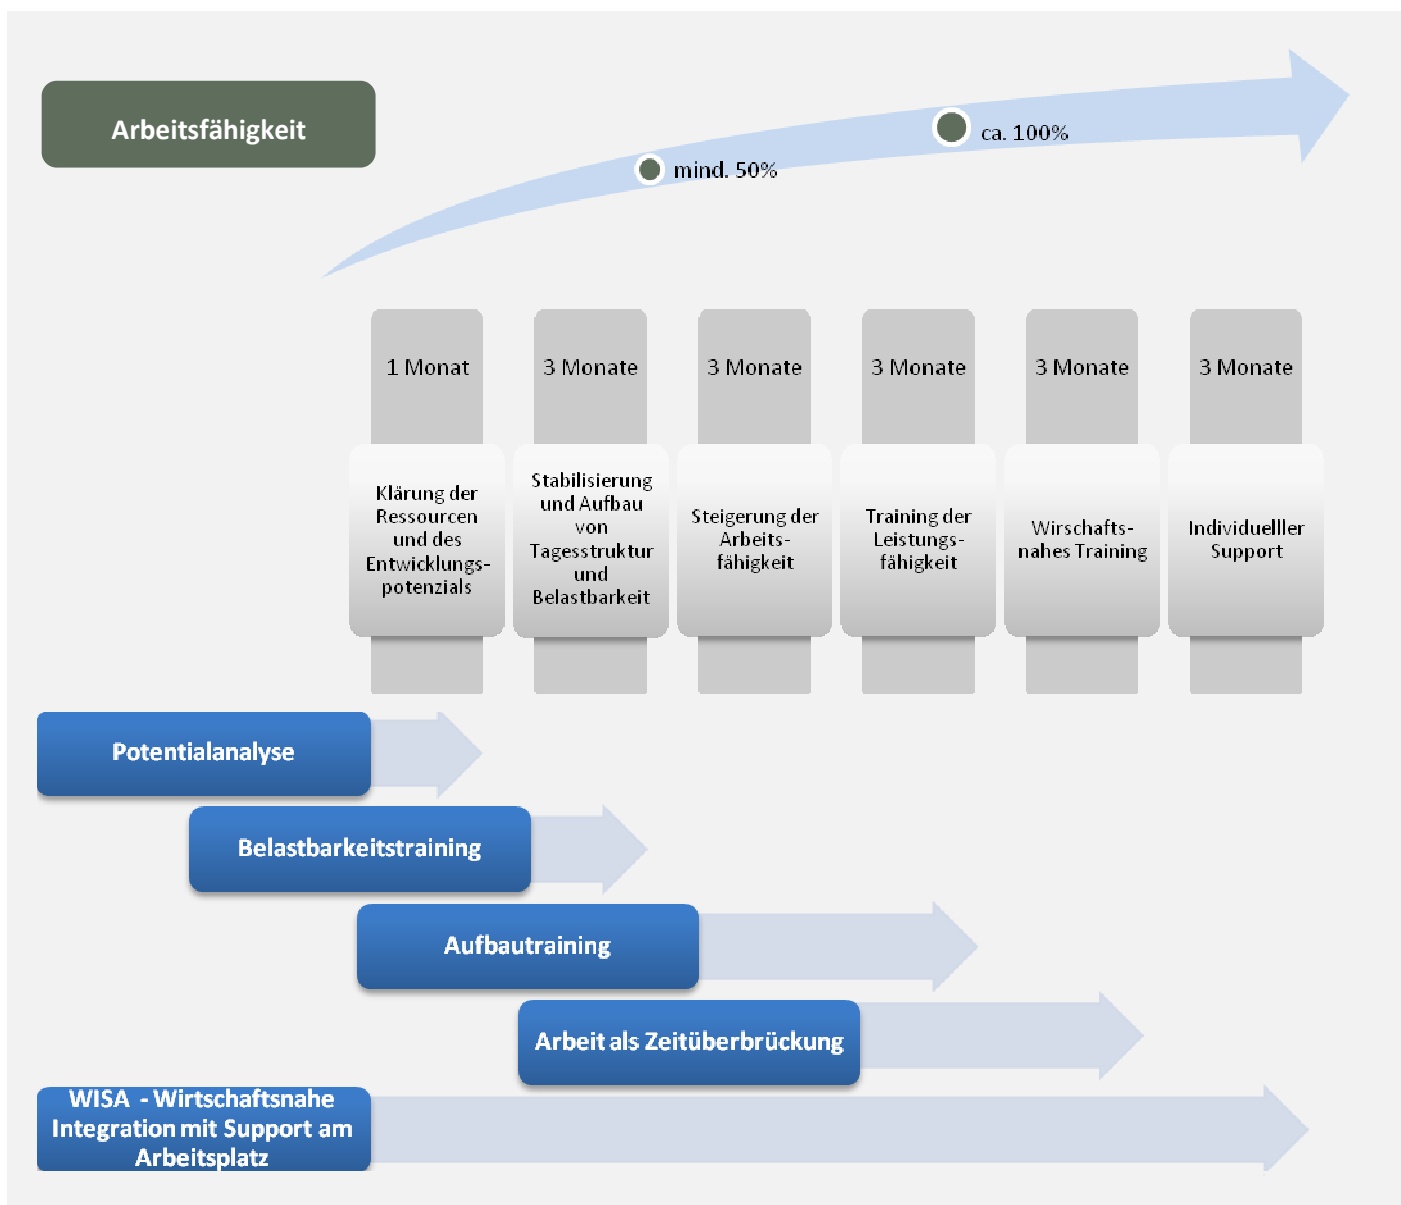 Arbeitsfähigkeit
ca. 100%
mind. 50%
1 Monat
3 Monate
3 Monate
3 Monate
3 Monate
3 Monate
Klärung der
Ressourcen
und des
Entwicklungs-
potenzials
Stabilisierung
und Aufbau
von
Tagesstruktur
und
Belastbarkeit
Steigerung der
Arbeits-
fähigkeit
Training der
Leistungs-
fähigkeit
Wirschafts-
nahes Training
Individuelller
Support
Potentialanalyse
Belastbarkeitstraining
Aufbautraining
Arbeit als Zeitüberbrückung
WISA - Wirtschaftsnahe
Integration mit Support am
Arbeitsplatz